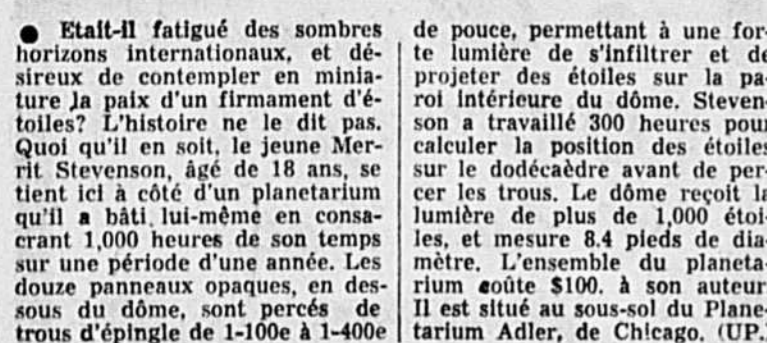 ● Etait-il fatigué des sombres
horizons internationaux, et dé-
sireux de contempler en minia-
ture la paix d'un firmament d'é-
toiles? L'histoire ne le dit pas.
Quoi qu'il en soit, le jeune Mer-
rit Stevenson, âgé de 18 ans, se
tient ici à côté d'un planetarium
qu'il a bâti lui-même en consa-
crant 1,000 heures de son temps
sur une période d'une année. Les
douze panneaux opaques, en des-
sous du dôme, sont percés de
trous d'épingle de 1-100e à 1-400e
de pouce, permettant à une for-
te lumière de s'infiltrer et de
projeter des étoiles sur la pa-
roi intérieure du dôme. Steven-
son a travaillé 300 heures pour
calculer la position des étoiles
sur le dodécaèdre avant de per-
cer les trous. Le dôme reçoit la
lumière de plus de 1,000 étoi-
les, et mesure 8.4 pieds de dia-
mètre. L'ensemble du planeta-
rium coûte $100. à son auteur.
Il est situé au sous-sol du Plane-
tarium Adler, de Chicago. (UP.)